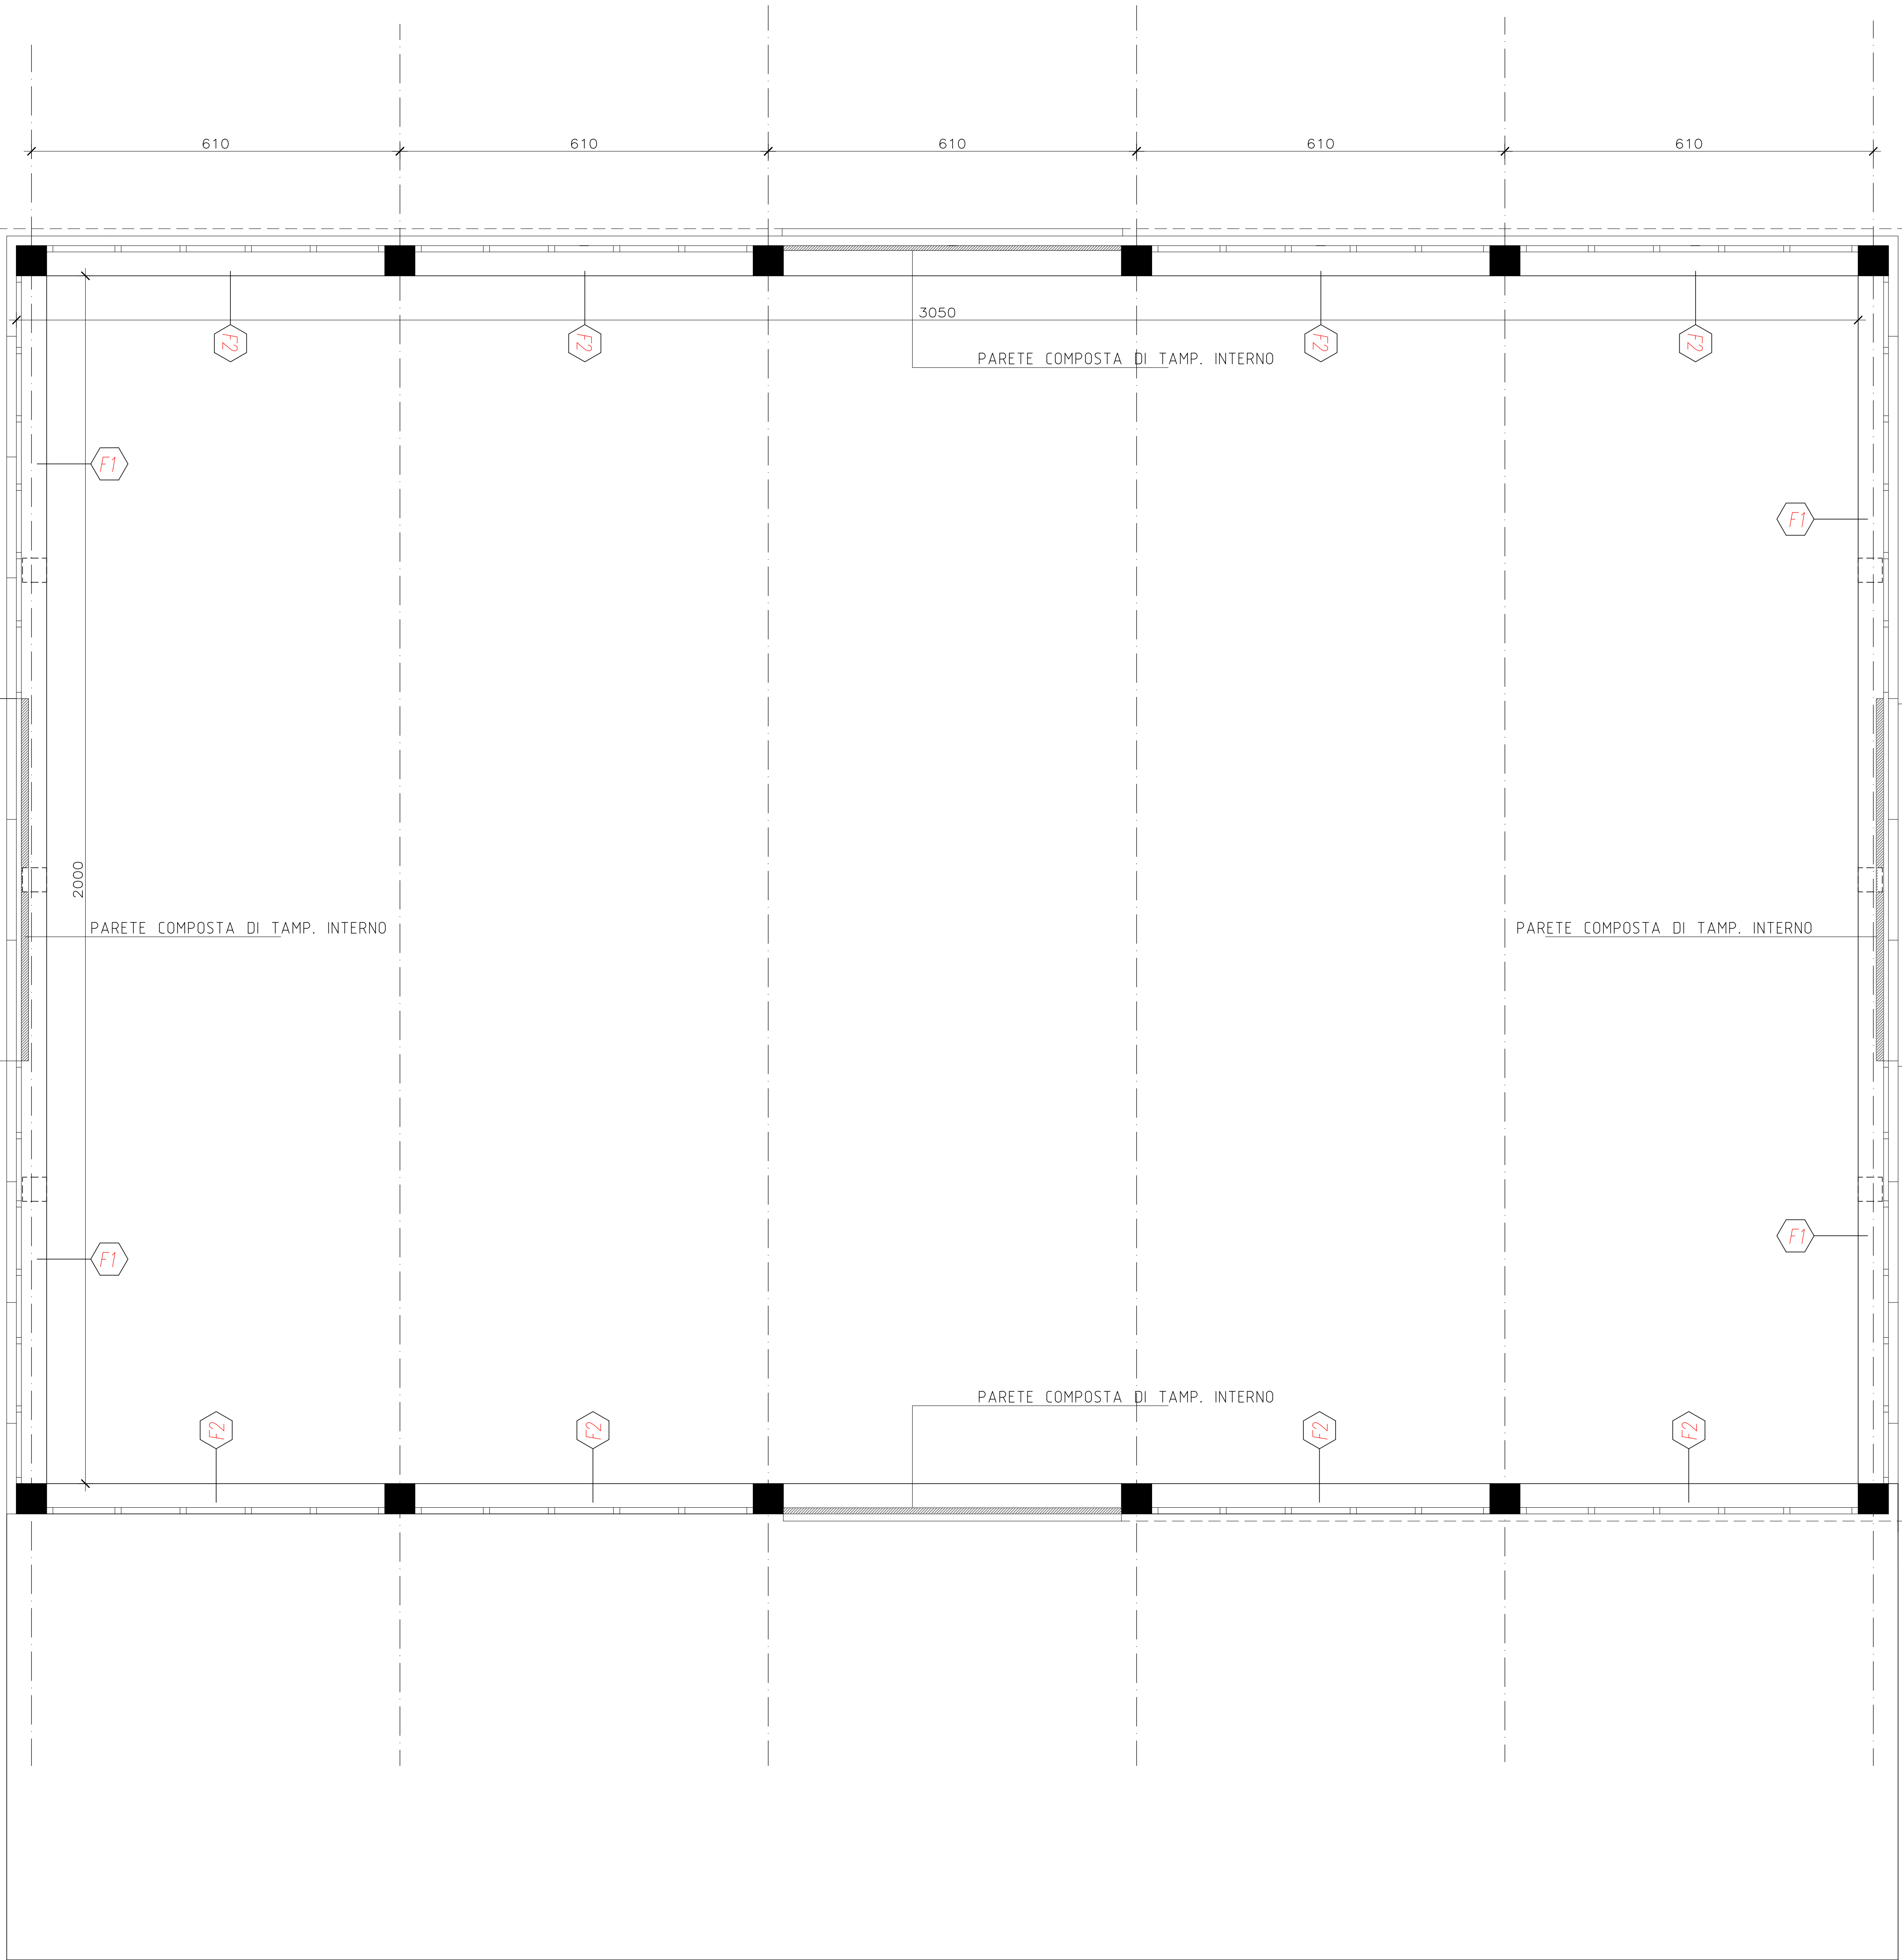 610
610
610
610
610
3050
F2
F2
F2
F2
PARETE COMPOSTA DI TAMP. INTERNO
F1
F1
2000
PARETE COMPOSTA DI TAMP. INTERNO
PARETE COMPOSTA DI TAMP. INTERNO
F1
F1
PARETE COMPOSTA DI TAMP. INTERNO
F2
F2
F2
F2